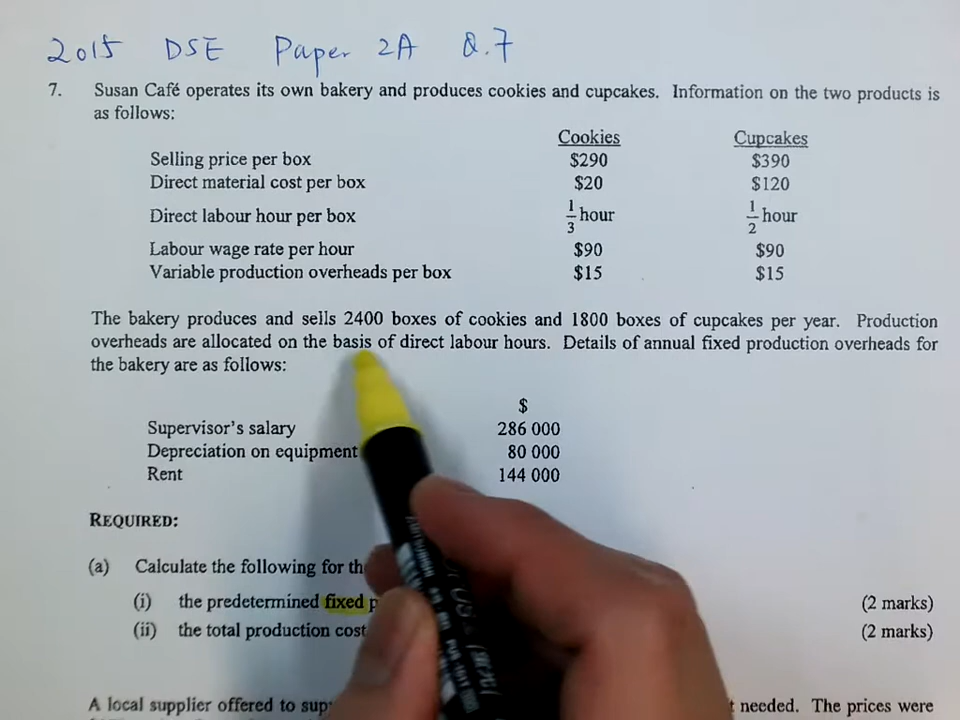 2015 DSE Paper 2A Q.7
7. Susan Café operates its own bakery and produces cookies and cupcakes. Information on the two products is
as follows:
Cookies Cupcakes
Selling price per box $290 $390
Direct material cost per box $20 $120
Direct labour hour per box 1/3 hour 1/2 hour
Labour wage rate per hour $90 $90
Variable production overheads per box $15 $15
The bakery produces and sells 2400 boxes of cookies and 1800 boxes of cupcakes per year. Production
overheads are allocated on the basis of direct labour hours. Details of annual fixed production overheads for
the bakery are as follows:
$
Supervisor's salary 286 000
Depreciation on equipment 80 000
Rent 144 000
REQUIRED:
(a) Calculate the following for
(i) the predetermined fixed (2 marks)
(ii) the total production cost (2 marks)
A local supplier offered to needed. The prices were